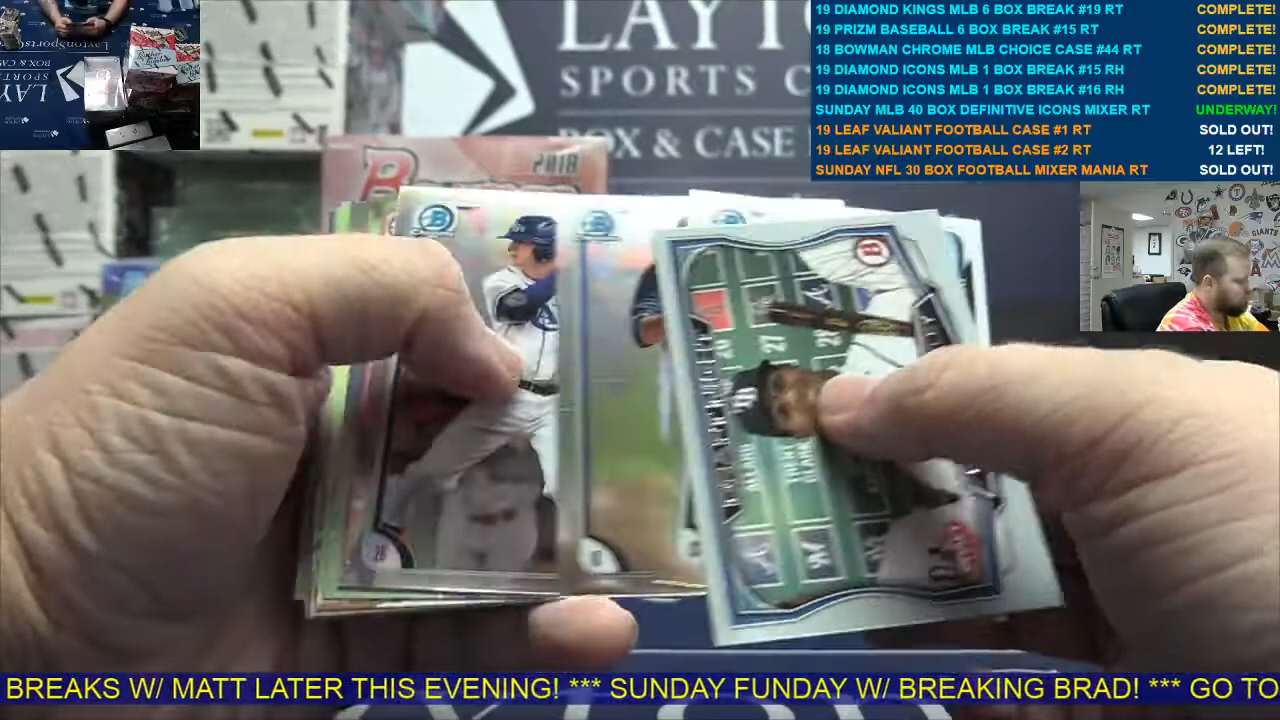 19 DIAMOND KINGS MLB 6 BOX BREAK #19 RT COMPLETE!
19 PRIZM BASEBALL 6 BOX BREAK #15 RT COMPLETE!
18 BOWMAN CHROME MLB CHOICE CASE #44 RT COMPLETE!
19 DIAMOND ICONS MLB 1 BOX BREAK #15 RH COMPLETE!
19 DIAMOND ICONS MLB 1 BOX BREAK #16 RH COMPLETE!
SUNDAY MLB 40 BOX DEFINITIVE ICONS MIXER RT UNDERWAY!
19 LEAF VALIANT FOOTBALL CASE #1 RT SOLD OUT!
19 LEAF VALIANT FOOTBALL CASE #2 RT 12 LEFT!
SUNDAY NFL 30 BOX FOOTBALL MIXER MANIA RT SOLD OUT!
LAYTO
SPORTS C
BOX & CASE
2018
B
BREAKS W/ MATT LATER THIS EVENING! *** SUNDAY FUNDAY W/ BREAKING BRAD! *** GO TO